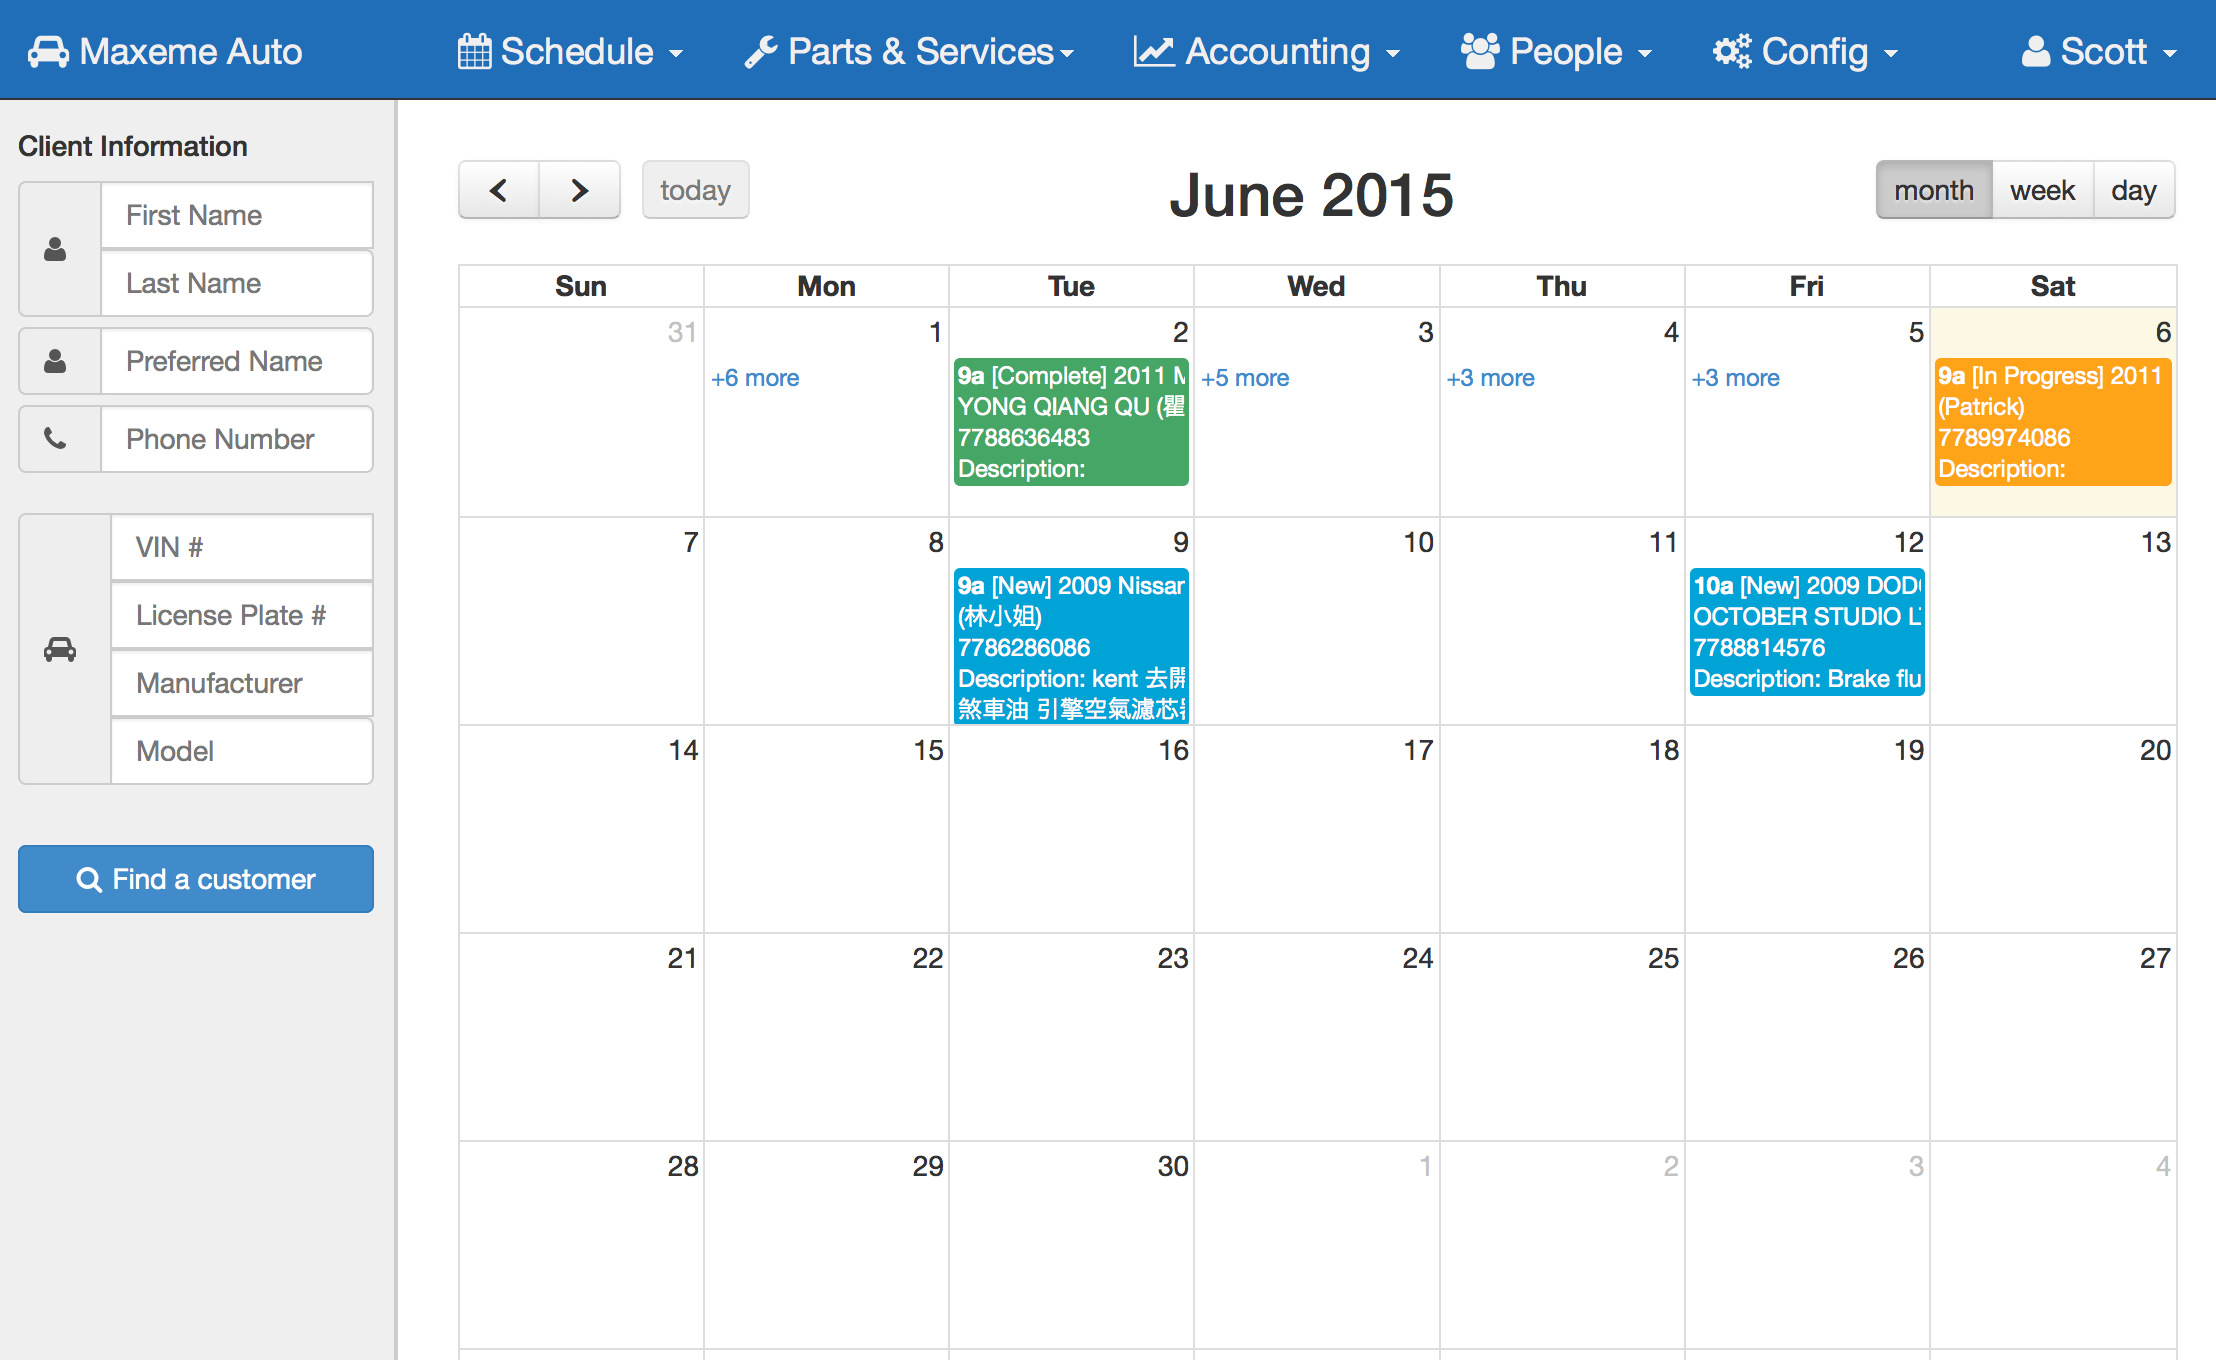 Maxeme Auto Schedule Parts & Services Accounting People Config Scott
Client Information
First Name
Last Name
Preferred Name
Phone Number
VIN #
License Plate #
Manufacturer
Model
Find a customer
today
June 2015
month week day
Sun Mon Tue Wed Thu Fri Sat
31 1 2 3 4 5 6
+6 more
9a [Complete] 2011
YONG QIANG QU (瞿
7788636483
Description:
+5 more
+3 more
+3 more
9a [In Progress] 2011
(Patrick)
7789974086
Description:
7 8 9 10 11 12 13
9a [New] 2009 Nissan
(林小姐)
7786286086
Description: kent 去開
煞車油 引擎空氣濾芯
10a [New] 2009 DOD
OCTOBER STUDIO
7788814576
Description: Brake flu
14 15 16 17 18 19 20
21 22 23 24 25 26 27
28 29 30 1 2 3 4